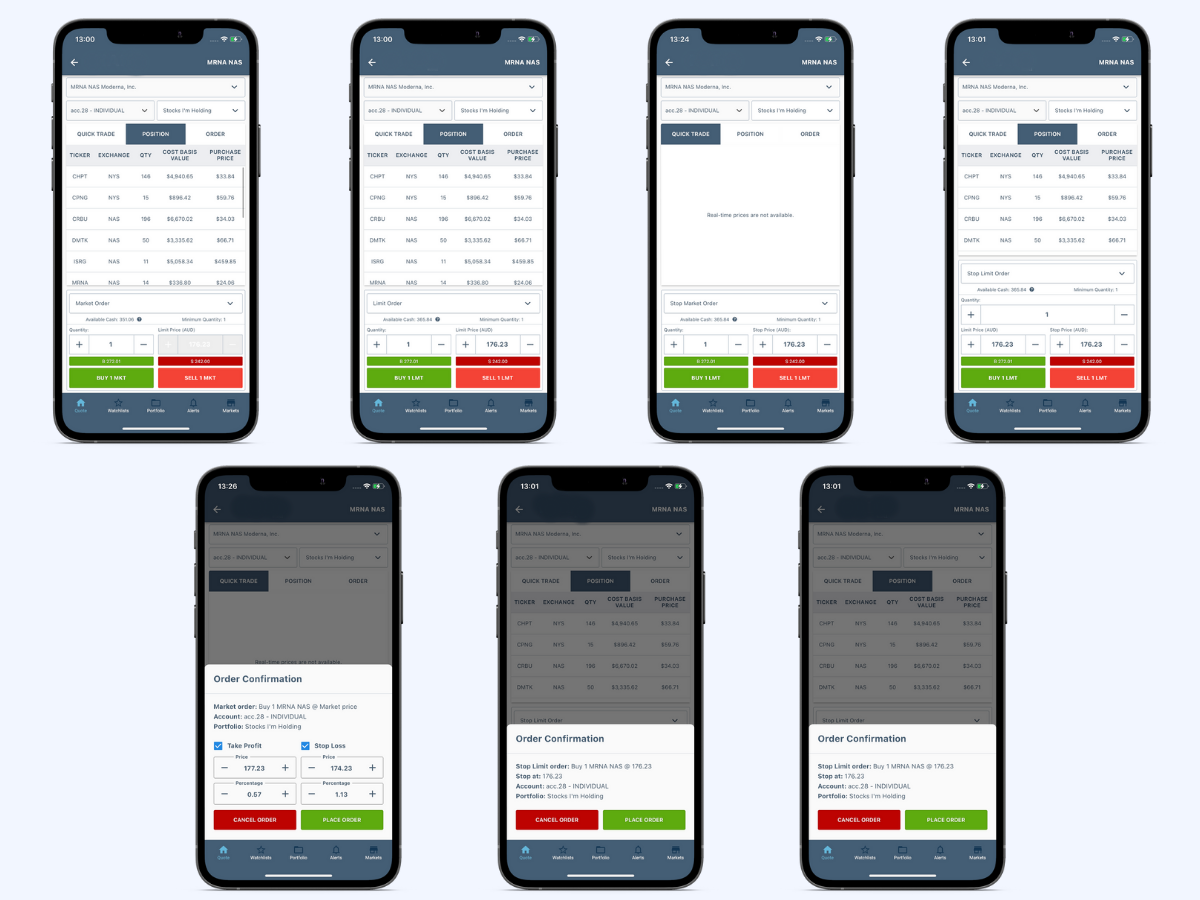 13:00
MRNA NAS
MRNA NAS Moderna, Inc.
acc.28 - INDIVIDUAL Stocks I'm Holding
QUICK TRADE POSITION ORDER
TICKER EXCHANGE QTY COST BASIS VALUE PURCHASE PRICE
CHPT NYS 146 $4,940.65 $33.84
CPNG NYS 15 $896.42 $59.76
CRBU NAS 196 $6,670.02 $34.03
DMTK NAS 50 $3,335.62 $66.71
ISRG NAS 11 $5,058.34 $459.85
MRNA NAS 14 $336.80 $24.06
Market Order
Available Cash: 351.09 Minimum Quantity: 1
Quantity: Limit Price (AUD)
+ 1 − + 176.23 −
B 272.01 S 242.00
BUY 1 MKT SELL 1 MKT
Quote Watchlists Portfolio Alerts Markets
13:00
MRNA NAS
MRNA NAS Moderna, Inc.
acc.28 - INDIVIDUAL Stocks I'm Holding
QUICK TRADE POSITION ORDER
TICKER EXCHANGE QTY COST BASIS VALUE PURCHASE PRICE
CHPT NYS 146 $4,940.65 $33.84
CPNG NYS 15 $896.42 $59.76
CRBU NAS 196 $6,670.02 $34.03
DMTK NAS 50 $3,335.62 $66.71
ISRG NAS 11 $5,058.34 $459.85
MRNA NAS 14 $336.80 $24.06
Limit Order
Available Cash: 365.84 Minimum Quantity: 1
Quantity: Limit Price (AUD)
+ 1 − + 176.23 −
B 272.01 S 242.00
BUY 1 LMT SELL 1 LMT
Quote Watchlists Portfolio Alerts Markets
13:24
MRNA NAS
MRNA NAS Moderna, Inc.
acc.28 - INDIVIDUAL Stocks I'm Holding
QUICK TRADE POSITION ORDER
Real-time prices are not available.
Stop Market Order
Available Cash: 365.84 Minimum Quantity: 1
Quantity: Stop Price (AUD):
+ 1 − + 176.23 −
B 272.01 S 242.00
BUY 1 LMT SELL 1 LMT
Quote Watchlists Portfolio Alerts Markets
13:01
MRNA NAS
MRNA NAS Moderna, Inc.
acc.28 - INDIVIDUAL Stocks I'm Holding
QUICK TRADE POSITION ORDER
TICKER EXCHANGE QTY COST BASIS VALUE PURCHASE PRICE
CHPT NYS 146 $4,940.65 $33.84
CPNG NYS 15 $896.42 $59.76
CRBU NAS 196 $6,670.02 $34.03
DMTK NAS 50 $3,335.62 $66.71
Stop Limit Order
Available Cash: 365.84 Minimum Quantity: 1
Quantity:
+ 1 −
Limit Price (AUD) Stop Price (AUD):
+ 176.23 − + 176.23 −
B 272.01 S 242.00
BUY 1 LMT SELL 1 LMT
Quote Watchlists Portfolio Alerts Markets
13:26
MRNA NAS
MRNA NAS Moderna, Inc.
acc.28 - INDIVIDUAL Stocks I'm Holding
QUICK TRADE POSITION ORDER
Real-time prices are not available
Order Confirmation
Market order: Buy 1 MRNA NAS @ Market price
Account: acc.28 - INDIVIDUAL
Portfolio: Stocks I'm Holding
Take Profit Stop Loss
Price Price
− 177.23 + − 174.23 +
Percentage Percentage
− 0.57 + − 1.13 +
CANCEL ORDER PLACE ORDER
Quote Watchlists Portfolio Alerts Markets
13:01
MRNA NAS
MRNA NAS Moderna, Inc.
acc.28 - INDIVIDUAL Stocks I'm Holding
QUICK TRADE POSITION ORDER
TICKER EXCHANGE QTY COST BASIS VALUE PURCHASE PRICE
CHPT NYS 146 $4,940.65 $33.84
CPNG NYS 15 $896.42 $59.76
CRBU NAS 196 $6,670.02 $34.03
DMTK NAS 50 $3,335.62 $66.71
Stop Limit Order
Order Confirmation
Stop Limit order: Buy 1 MRNA NAS @ 176.23
Stop at: 176.23
Account: acc.28 - INDIVIDUAL
Portfolio: Stocks I'm Holding
CANCEL ORDER PLACE ORDER
Quote Watchlists Portfolio Alerts Markets
13:01
MRNA NAS
MRNA NAS Moderna, Inc.
acc.28 - INDIVIDUAL Stocks I'm Holding
QUICK TRADE POSITION ORDER
TICKER EXCHANGE QTY COST BASIS VALUE PURCHASE PRICE
CHPT NYS 146 $4,940.65 $33.84
CPNG NYS 15 $896.42 $59.76
CRBU NAS 196 $6,670.02 $34.03
DMTK NAS 50 $3,335.62 $66.71
Stop Limit Order
Order Confirmation
Stop Limit order: Buy 1 MRNA NAS @ 176.23
Stop at: 176.23
Account: acc.28 - INDIVIDUAL
Portfolio: Stocks I'm Holding
CANCEL ORDER PLACE ORDER
Quote Watchlists Portfolio Alerts Markets